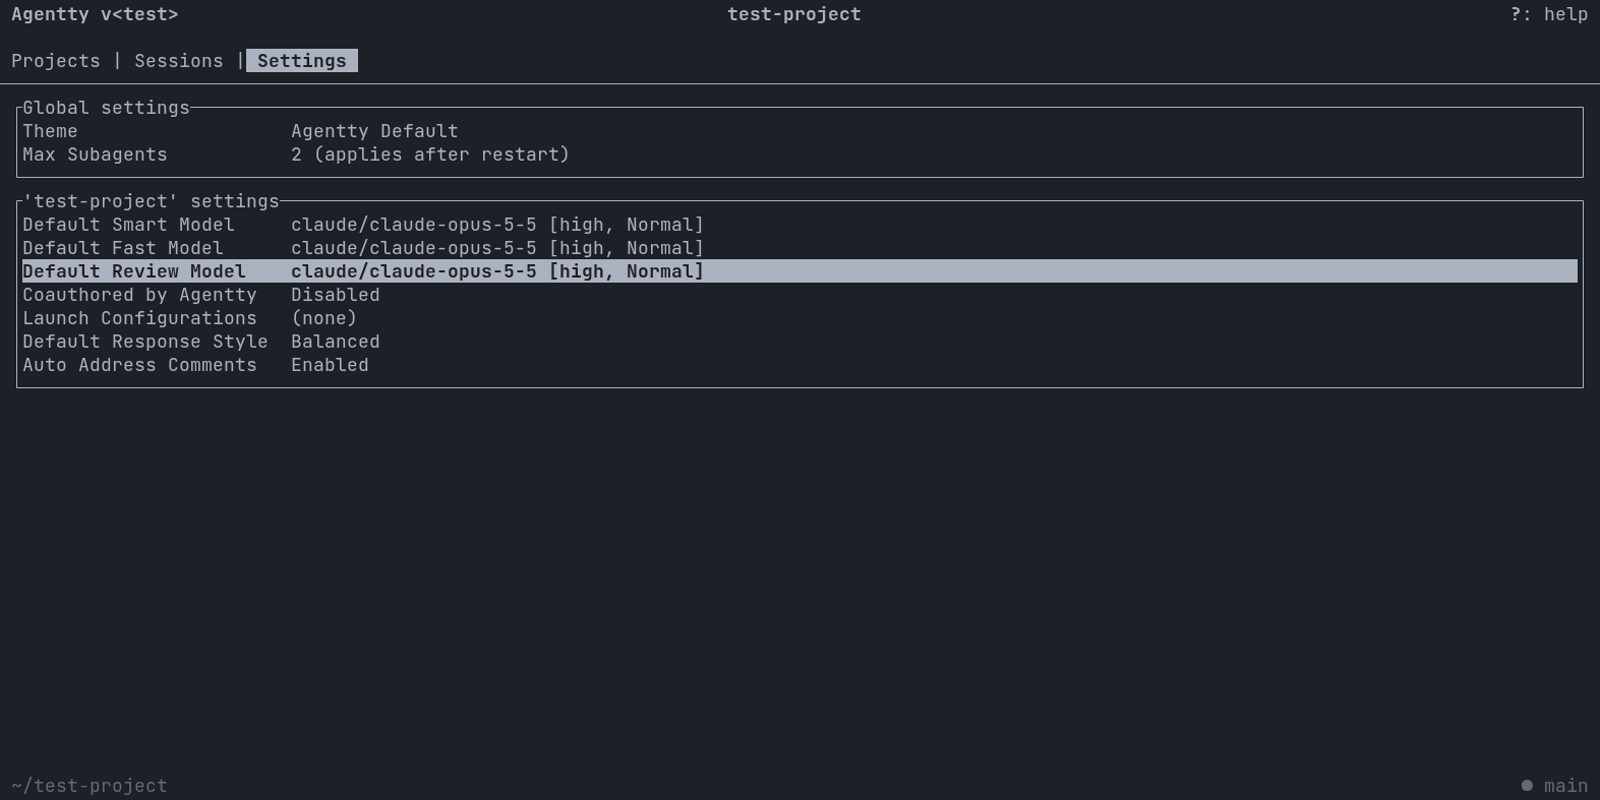 Agentty v<test> test-project ?: help
Projects | Sessions | Settings
Global settings
Theme Agentty Default
Max Subagents 2 (applies after restart)
'test-project' settings
Default Smart Model claude/claude-opus-5-5 [high, Normal]
Default Fast Model claude/claude-opus-5-5 [high, Normal]
Default Review Model claude/claude-opus-5-5 [high, Normal]
Coauthored by Agentty Disabled
Launch Configurations (none)
Default Response Style Balanced
Auto Address Comments Enabled
~/test-project ● main